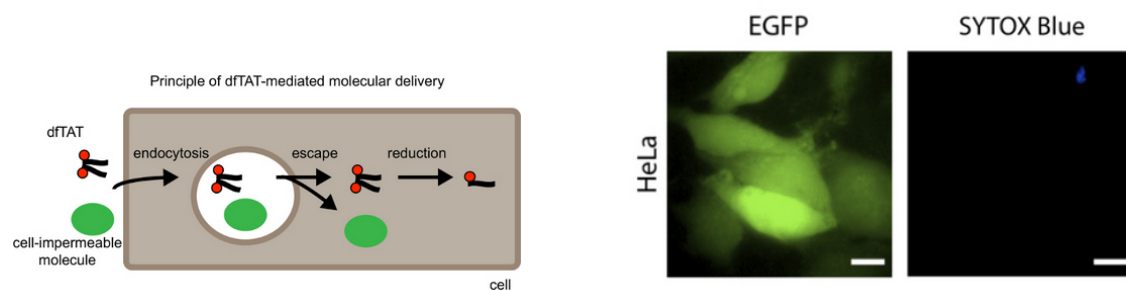 Principle of dfTAT-mediated molecular delivery
dfTAT
endocytosis
escape
reduction
cell-impermeable
molecule
cell
EGFP
SYTOX Blue
HeLa